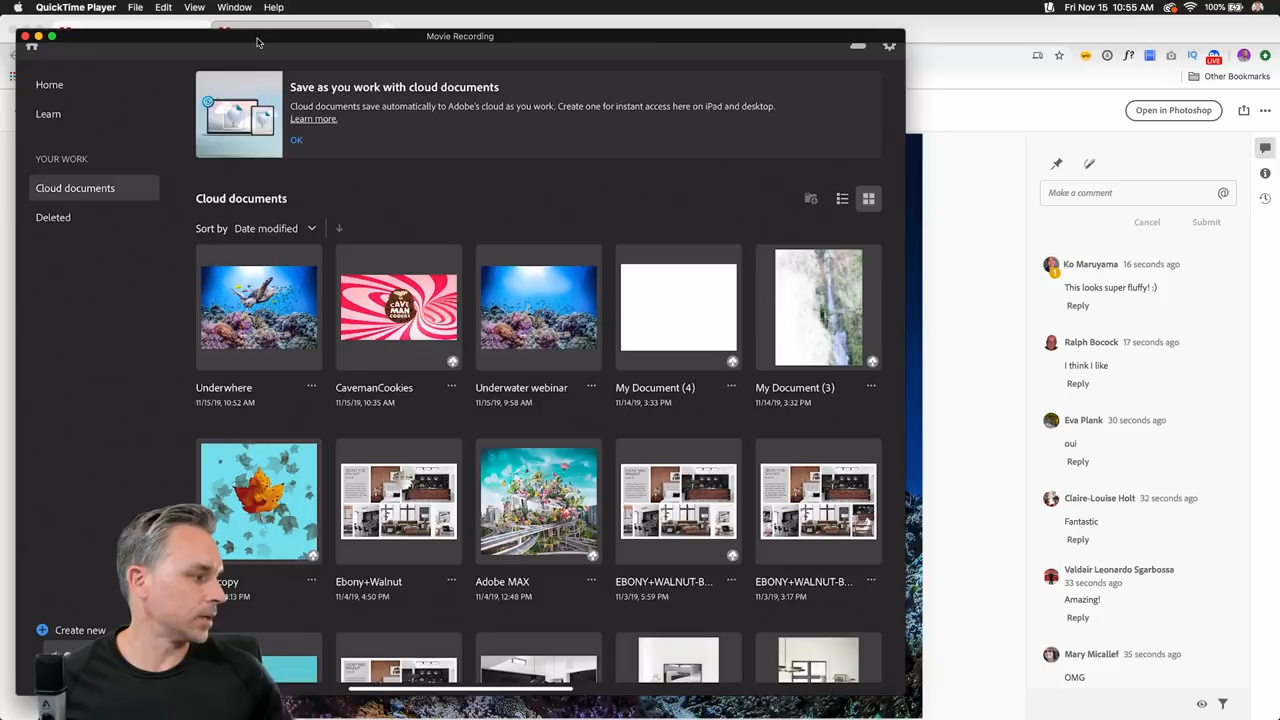 QuickTime Player File Edit View Window Help
100% Fri Nov 15 10:55 AM
Movie Recording
Other Bookmarks
LIVE
Home
Learn
YOUR WORK
Cloud documents
Deleted
Save as you work with cloud documents
Cloud documents save automatically to Adobe's cloud as you work. Create one for instant access here on iPad and desktop.
Learn more.
OK
Cloud documents
Sort by Date modified
Underwhere
11/15/19, 10:52 AM
CavemanCookies
11/15/19, 10:35 AM
Underwater webinar
11/15/19, 9:58 AM
My Document (4)
11/14/19, 3:33 PM
My Document (3)
11/14/19, 3:32 PM
CAVE
MAN
COOKIES
copy
4:13 PM
Ebony+Walnut
11/4/19, 4:50 PM
Adobe MAX
11/4/19, 12:48 PM
EBONY+WALNUT-B...
11/3/19, 5:59 PM
EBONY+WALNUT-B...
11/3/19, 3:17 PM
Create new
Open in Photoshop
Make a comment
Cancel Submit
Ko Maruyama 16 seconds ago
This looks super fluffy! :)
Reply
Ralph Bocock 17 seconds ago
I think I like
Reply
Eva Plank 30 seconds ago
oui
Reply
Claire-Louise Holt 32 seconds ago
Fantastic
Reply
Valdair Leonardo Sgarbossa
33 seconds ago
Amazing!
Reply
Mary Micallef 35 seconds ago
OMG